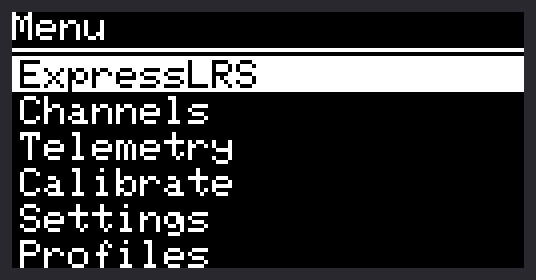 Menu
ExpressLRS
Channels
Telemetry
Calibrate
Settings
Profiles